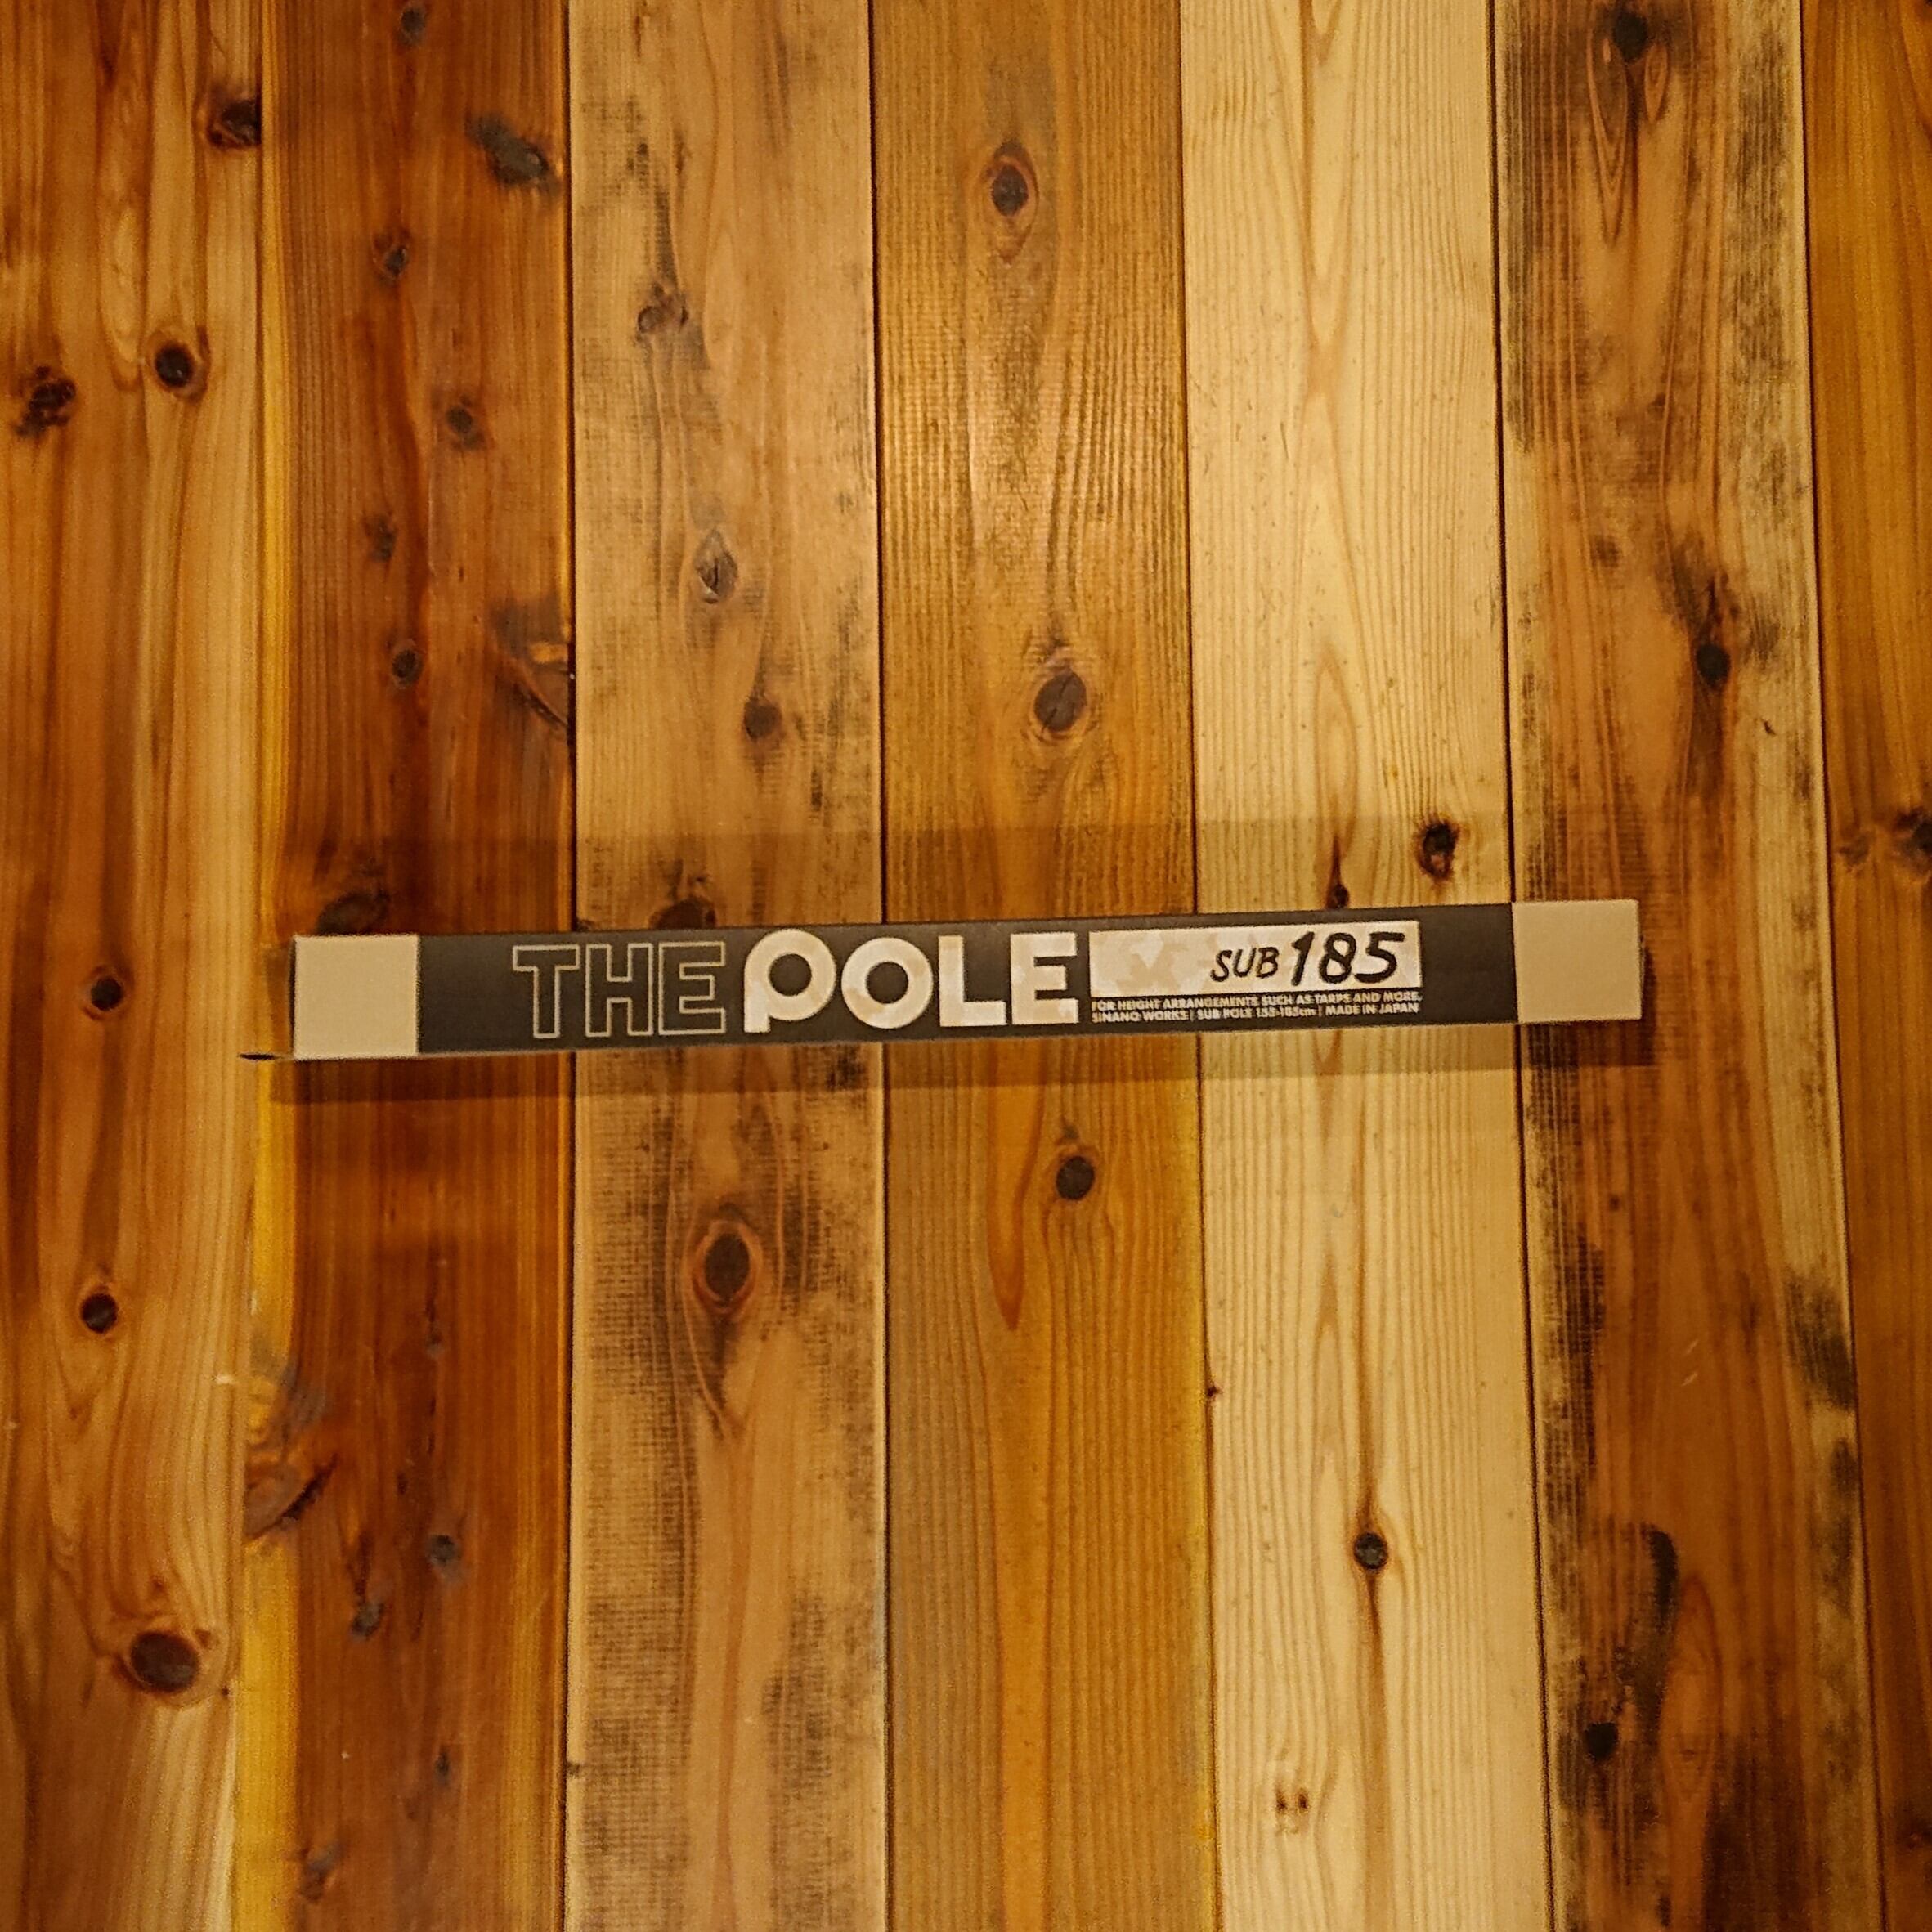 THE POLE SUB 185
FOR HEIGHT ARRANGEMENTS SUCH AS TARPS AND MORE.
SINANO WORKS | SUB POLE 155-185cm | MADE IN JAPAN